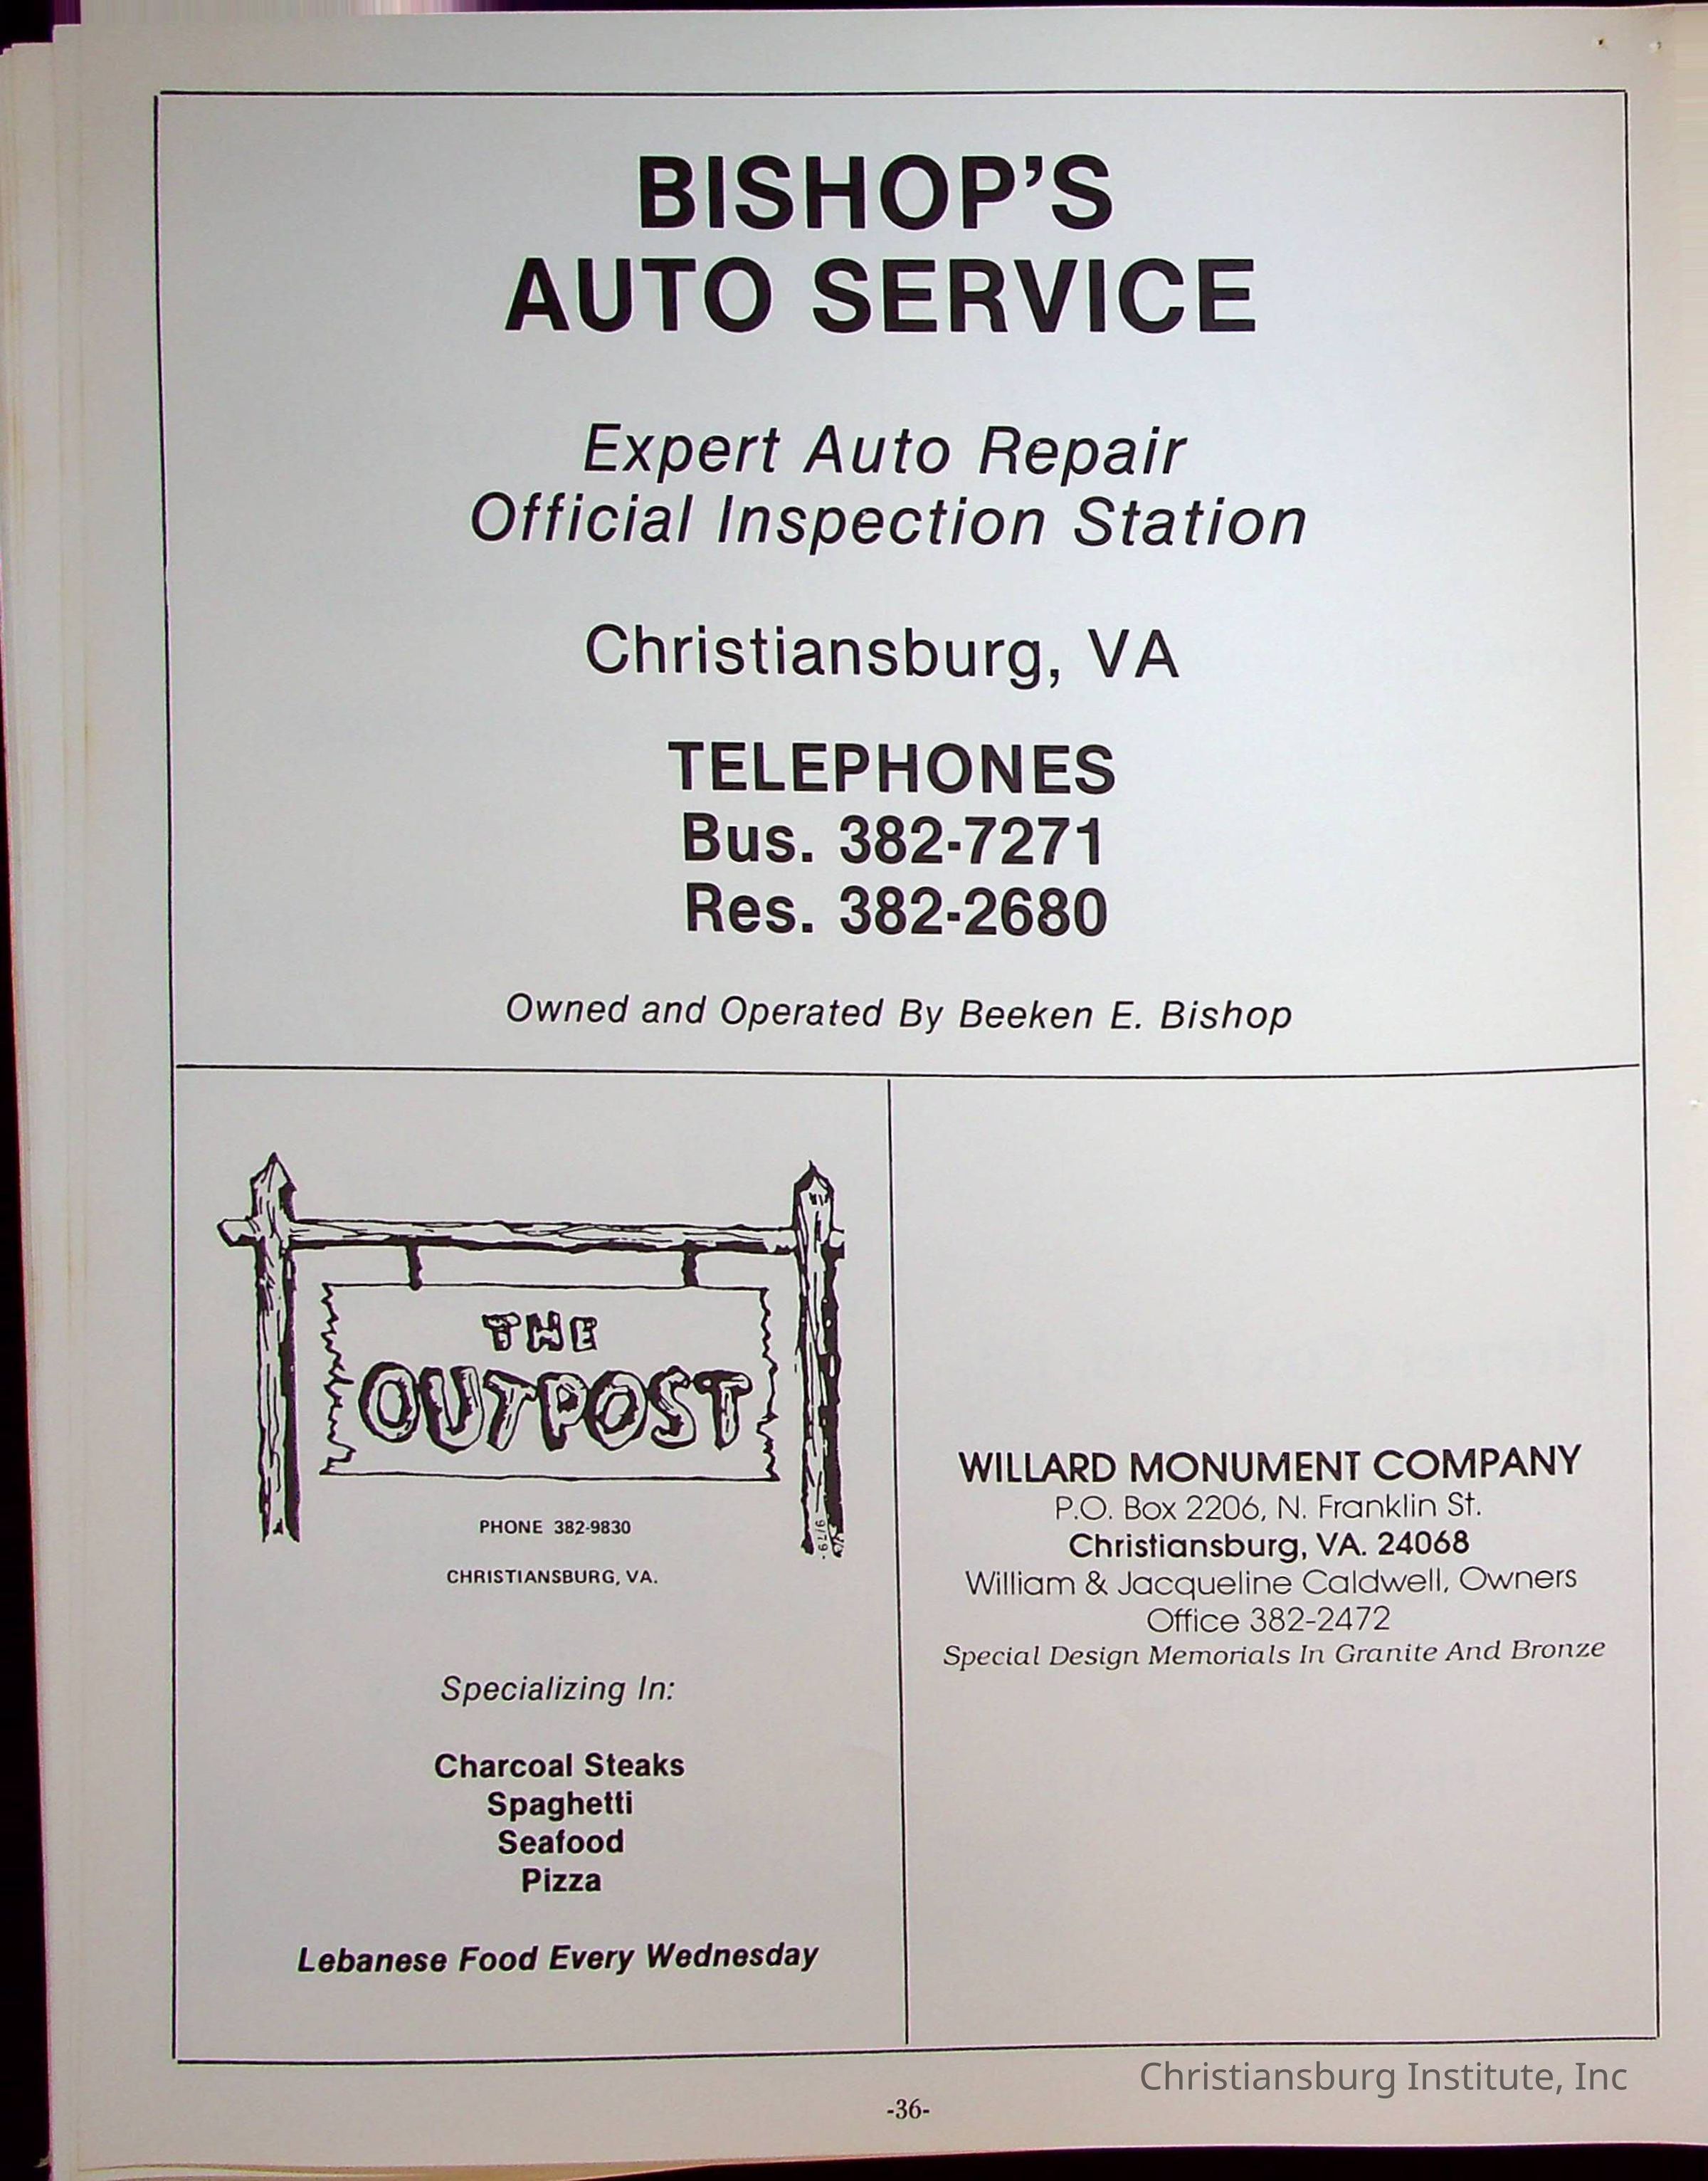 BISHOP'S
AUTO SERVICE
Expert Auto Repair
Official Inspection Station
Christiansburg, VA
TELEPHONES
Bus. 382-7271
Res. 382-2680
Owned and Operated By Beeken E. Bishop
THE
OUTPOST
PHONE 382-9830
CHRISTIANSBURG, VA.
Specializing In:
Charcoal Steaks
Spaghetti
Seafood
Pizza
Lebanese Food Every Wednesday
WILLARD MONUMENT COMPANY
P.O. Box 2206, N. Franklin St.
Christiansburg, VA. 24068
William & Jacqueline Caldwell, Owners
Office 382-2472
Special Design Memorials In Granite And Bronze
Christiansburg Institute, Inc
-36-